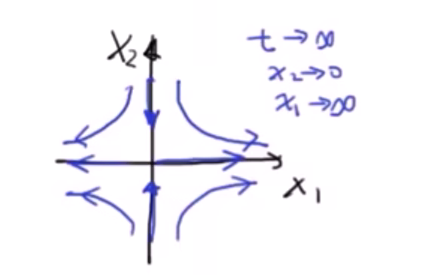 X₂
t → ∞
x₂ → 0
x₁ → ∞
X₁